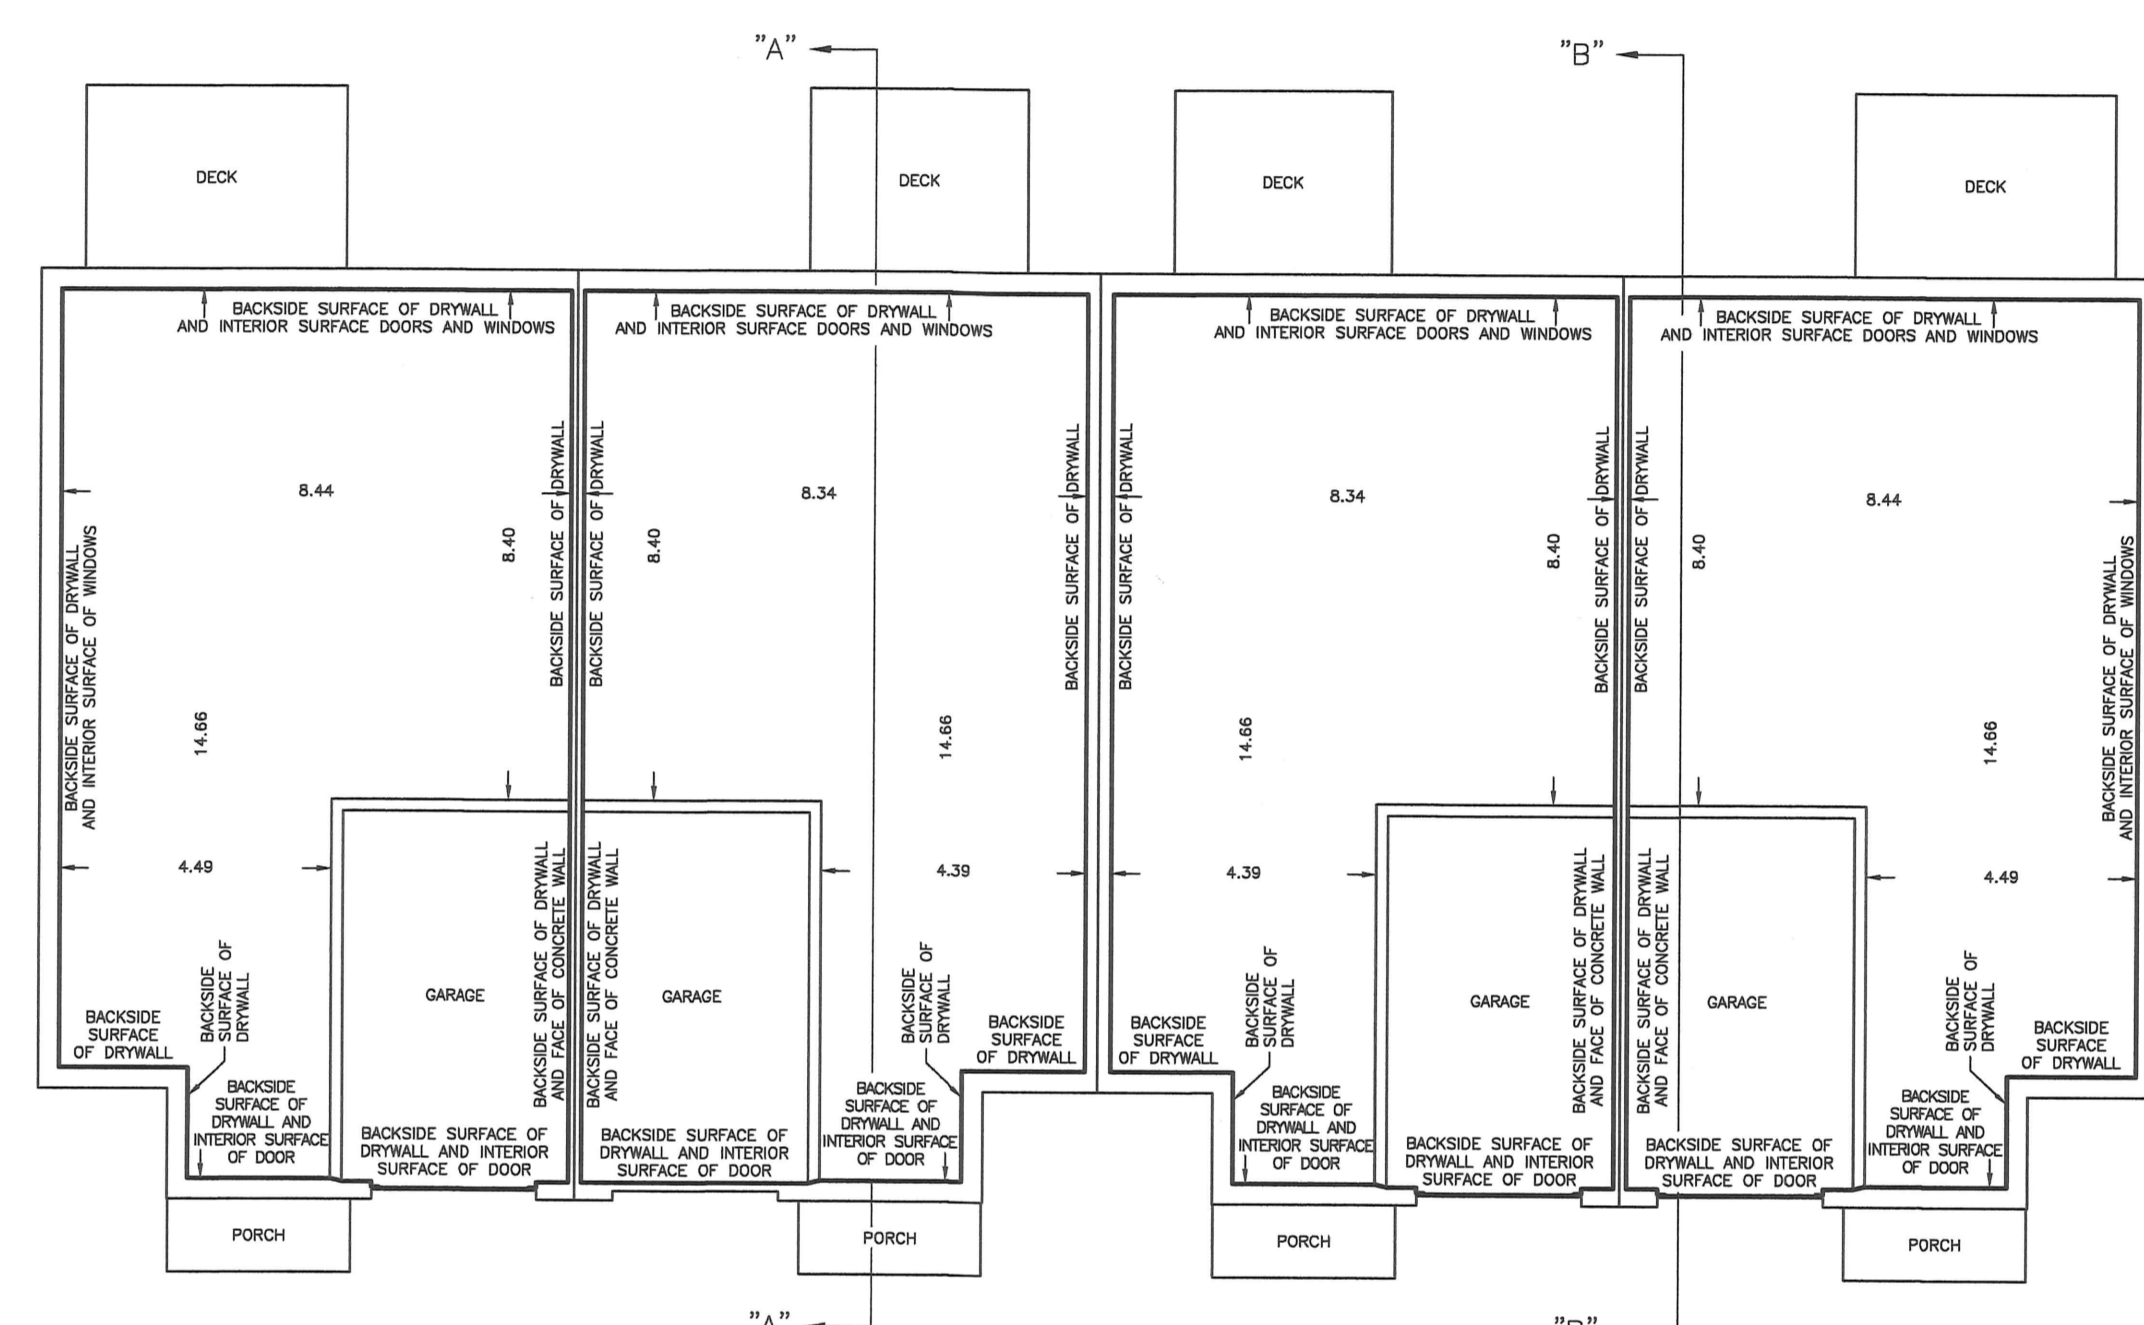 ”A”
”B”
DECK
DECK
DECK
DECK
BACKSIDE SURFACE OF DRYWALL
AND INTERIOR SURFACE DOORS AND WINDOWS
BACKSIDE SURFACE OF DRYWALL
AND INTERIOR SURFACE DOORS AND WINDOWS
BACKSIDE SURFACE OF DRYWALL
AND INTERIOR SURFACE DOORS AND WINDOWS
BACKSIDE SURFACE OF DRYWALL
AND INTERIOR SURFACE DOORS AND WINDOWS
8.44
8.34
8.34
8.44
8.40
8.40
8.40
8.40
BACKSIDE SURFACE OF DRYWALL
AND INTERIOR SURFACE OF WINDOWS
BACKSIDE SURFACE OF DRYWALL
BACKSIDE SURFACE OF DRYWALL
BACKSIDE SURFACE OF DRYWALL
BACKSIDE SURFACE OF DRYWALL
BACKSIDE SURFACE OF DRYWALL
BACKSIDE SURFACE OF DRYWALL
BACKSIDE SURFACE OF DRYWALL
AND INTERIOR SURFACE OF WINDOWS
14.66
14.66
14.66
14.66
4.49
4.39
4.39
4.49
BACKSIDE SURFACE OF DRYWALL
AND FACE OF CONCRETE WALL
BACKSIDE SURFACE OF DRYWALL
AND FACE OF CONCRETE WALL
BACKSIDE SURFACE OF DRYWALL
AND FACE OF CONCRETE WALL
BACKSIDE SURFACE OF DRYWALL
AND FACE OF CONCRETE WALL
GARAGE
GARAGE
GARAGE
GARAGE
BACKSIDE
SURFACE
OF DRYWALL
BACKSIDE
SURFACE OF
DRYWALL
BACKSIDE
SURFACE OF
DRYWALL
BACKSIDE
SURFACE
OF DRYWALL
BACKSIDE
SURFACE
OF DRYWALL
BACKSIDE
SURFACE OF
DRYWALL
BACKSIDE
SURFACE OF
DRYWALL
BACKSIDE
SURFACE
OF DRYWALL
BACKSIDE
SURFACE OF
DRYWALL AND
INTERIOR SURFACE
OF DOOR
BACKSIDE SURFACE OF
DRYWALL AND INTERIOR
SURFACE OF DOOR
BACKSIDE SURFACE OF
DRYWALL AND INTERIOR
SURFACE OF DOOR
BACKSIDE
SURFACE OF
DRYWALL AND
INTERIOR SURFACE
OF DOOR
BACKSIDE
SURFACE OF
DRYWALL AND
INTERIOR SURFACE
OF DOOR
BACKSIDE SURFACE OF
DRYWALL AND INTERIOR
SURFACE OF DOOR
BACKSIDE SURFACE OF
DRYWALL AND INTERIOR
SURFACE OF DOOR
BACKSIDE
SURFACE OF
DRYWALL AND
INTERIOR SURFACE
OF DOOR
PORCH
PORCH
PORCH
PORCH
”A”
”B”